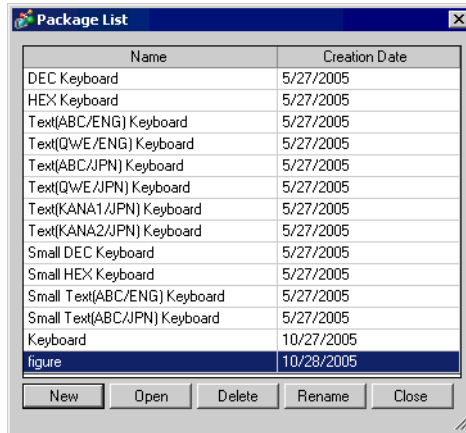 Package List
Name Creation Date
DEC Keyboard 5/27/2005
HEX Keyboard 5/27/2005
Text(ABC/ENG) Keyboard 5/27/2005
Text(QWE/ENG) Keyboard 5/27/2005
Text(ABC/JPN) Keyboard 5/27/2005
Text(QWE/JPN) Keyboard 5/27/2005
Text(KANA1/JPN) Keyboard 5/27/2005
Text(KANA2/JPN) Keyboard 5/27/2005
Small DEC Keyboard 5/27/2005
Small HEX Keyboard 5/27/2005
Small Text(ABC/ENG) Keyboard 5/27/2005
Small Text(ABC/JPN) Keyboard 5/27/2005
Keyboard 10/27/2005
figure 10/28/2005
New Open Delete Rename Close